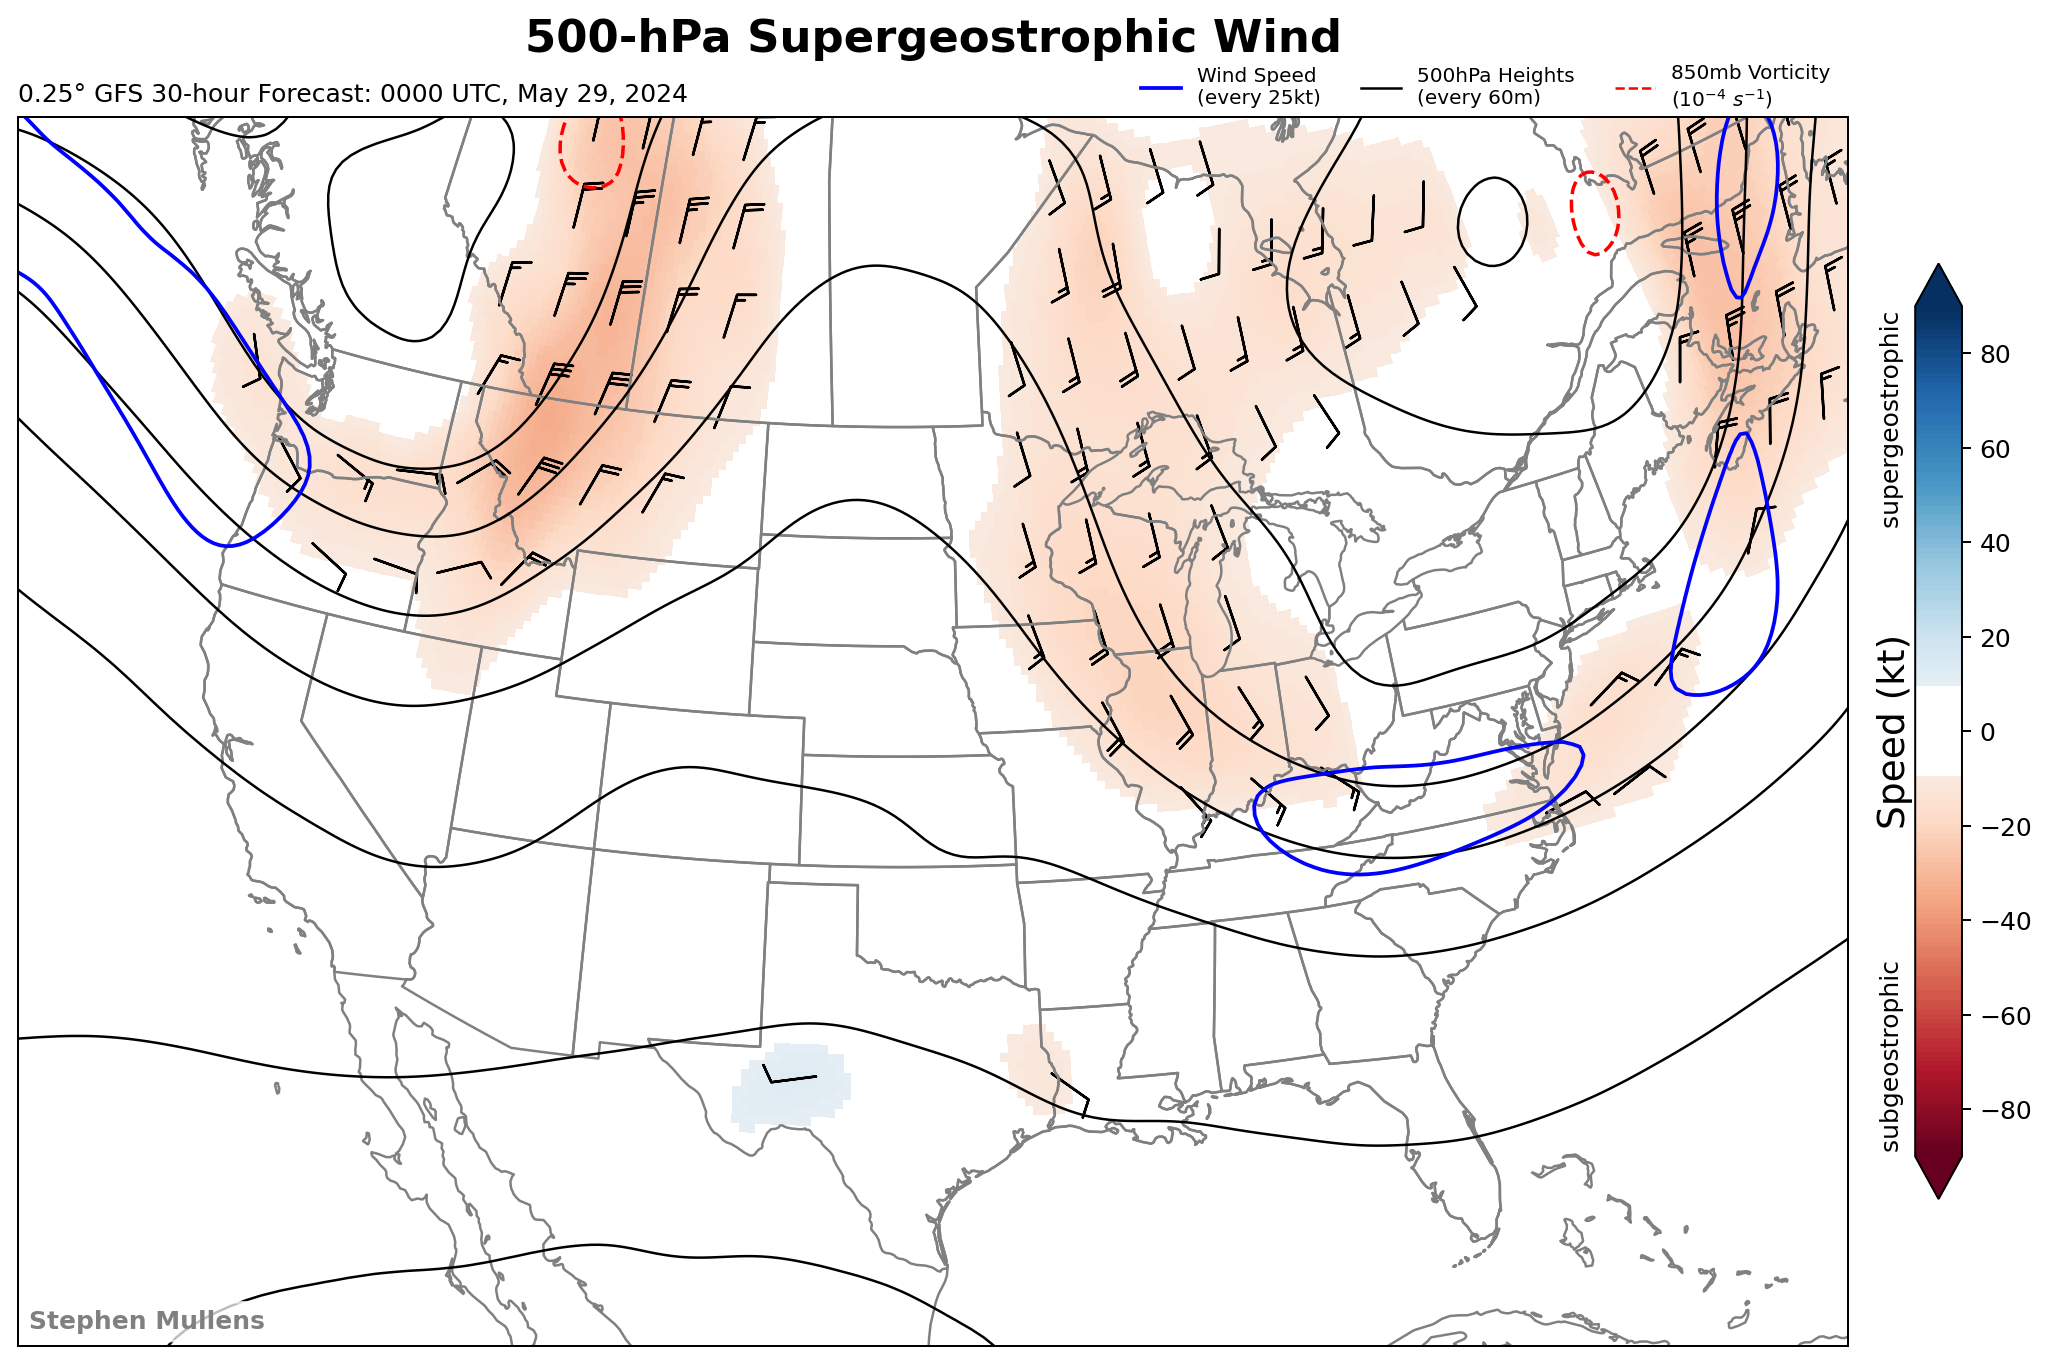 500-hPa Supergeostrophic Wind
0.25° GFS 30-hour Forecast: 0000 UTC, May 29, 2024
Wind Speed
(every 25kt)
500hPa Heights
(every 60m)
850mb Vorticity
(10⁻⁴ s⁻¹)
supergeostrophic
Speed (kt)
subgeostrophic
80
60
40
20
0
−20
−40
−60
−80
Stephen Mullens